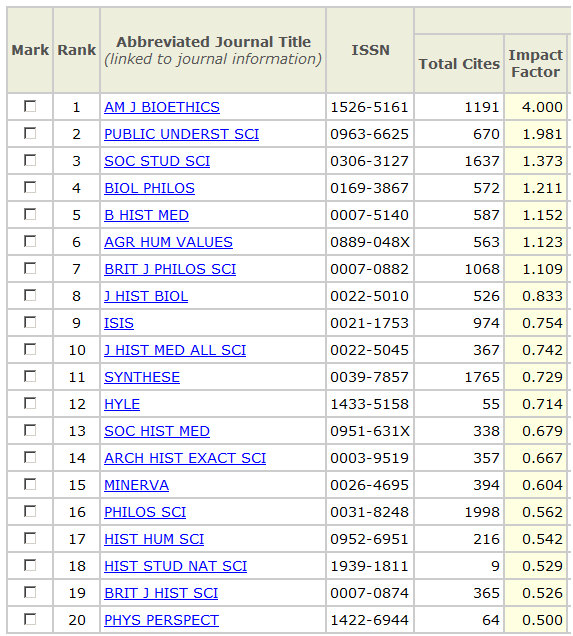 Mark Rank Abbreviated Journal Title (linked to journal information) ISSN Total Cites Impact Factor
1 AM J BIOETHICS 1526-5161 1191 4.000
2 PUBLIC UNDERST SCI 0963-6625 670 1.981
3 SOC STUD SCI 0306-3127 1637 1.373
4 BIOL PHILOS 0169-3867 572 1.211
5 B HIST MED 0007-5140 587 1.152
6 AGR HUM VALUES 0889-048X 563 1.123
7 BRIT J PHILOS SCI 0007-0882 1068 1.109
8 J HIST BIOL 0022-5010 526 0.833
9 ISIS 0021-1753 974 0.754
10 J HIST MED ALL SCI 0022-5045 367 0.742
11 SYNTHESE 0039-7857 1765 0.729
12 HYLE 1433-5158 55 0.714
13 SOC HIST MED 0951-631X 338 0.679
14 ARCH HIST EXACT SCI 0003-9519 357 0.667
15 MINERVA 0026-4695 394 0.604
16 PHILOS SCI 0031-8248 1998 0.562
17 HIST HUM SCI 0952-6951 216 0.542
18 HIST STUD NAT SCI 1939-1811 9 0.529
19 BRIT J HIST SCI 0007-0874 365 0.526
20 PHYS PERSPECT 1422-6944 64 0.500